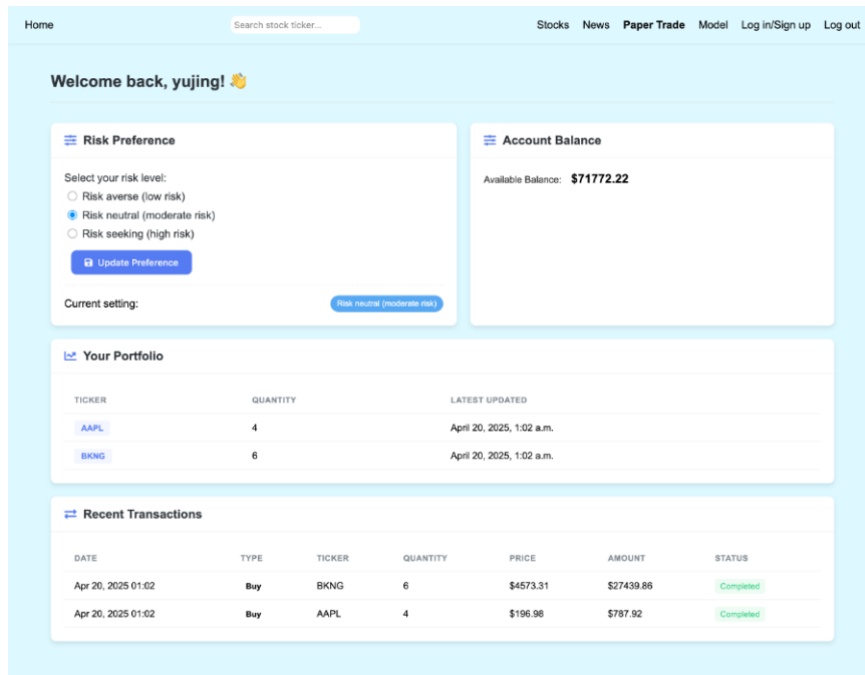 Home Search stock ticker... Stocks News Paper Trade Model Log in/Sign up Log out
Welcome back, yujing! 👋
Risk Preference
Select your risk level:
Risk averse (low risk)
Risk neutral (moderate risk)
Risk seeking (high risk)
Update Preference
Current setting: Risk neutral (moderate risk)
Account Balance
Available Balance: $71772.22
Your Portfolio
TICKER QUANTITY LATEST UPDATED
AAPL 4 April 20, 2025, 1:02 a.m.
BKNG 6 April 20, 2025, 1:02 a.m.
Recent Transactions
DATE TYPE TICKER QUANTITY PRICE AMOUNT STATUS
Apr 20, 2025 01:02 Buy BKNG 6 $4573.31 $27439.86 Completed
Apr 20, 2025 01:02 Buy AAPL 4 $196.98 $787.92 Completed